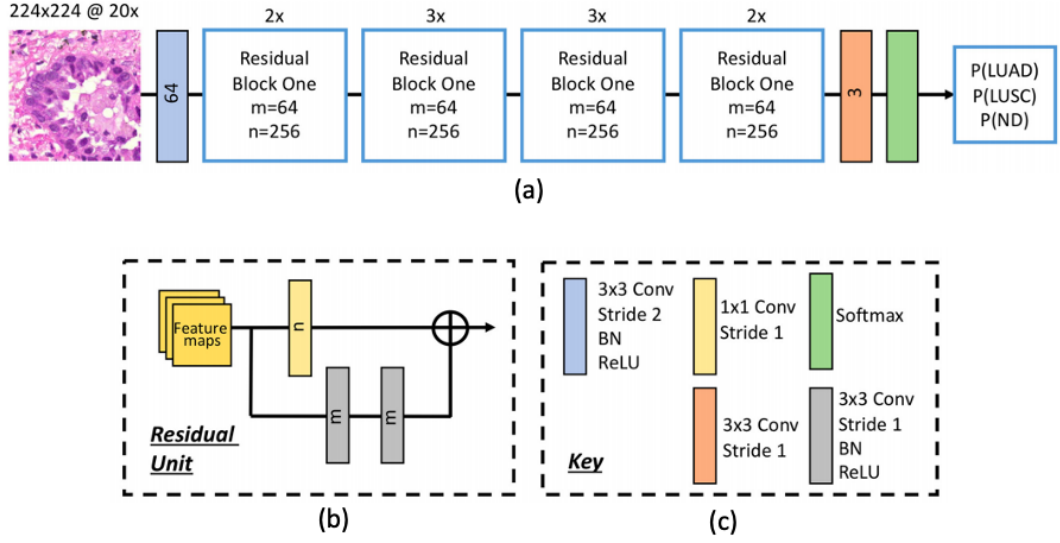 224x224 @ 20x
2x
3x
3x
2x
64
Residual
Block One
m=64
n=256
Residual
Block One
m=64
n=256
Residual
Block One
m=64
n=256
Residual
Block One
m=64
n=256
3
P(LUAD)
P(LUSC)
P(ND)
(a)
Feature
maps
n
m
m
Residual
Unit
(b)
3x3 Conv
Stride 2
BN
ReLU
1x1 Conv
Stride 1
Softmax
3x3 Conv
Stride 1
3x3 Conv
Stride 1
BN
ReLU
Key
(c)